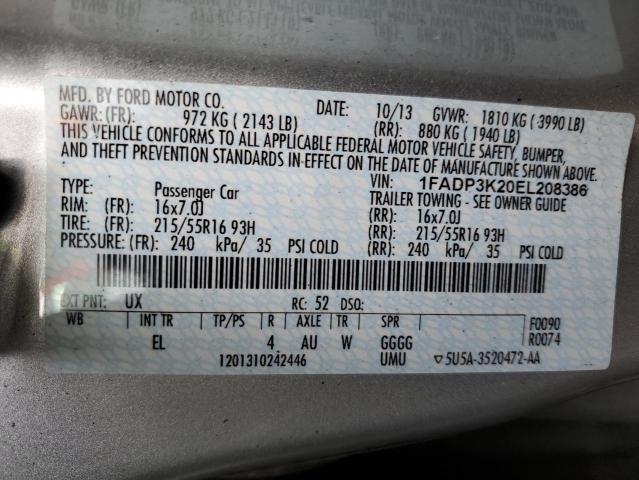 MFD. BY FORD MOTOR CO.
DATE: 10/13 GVWR: 1810 KG ( 3990 LB)
GAWR: (FR): 972 KG ( 2143 LB) (RR): 880 KG ( 1940 LB)
THIS VEHICLE CONFORMS TO ALL APPLICABLE FEDERAL MOTOR VEHICLE SAFETY, BUMPER,
AND THEFT PREVENTION STANDARDS IN EFFECT ON THE DATE OF MANUFACTURE SHOWN ABOVE.
VIN: 1FADP3K20EL208386
TYPE: Passenger Car TRAILER TOWING - SEE OWNER GUIDE
RIM: (FR): 16x7.0J (RR): 16x7.0J
TIRE: (FR): 215/55R16 93H (RR): 215/55R16 93H
PRESSURE: (FR): 240 kPa/ 35 PSI COLD (RR): 240 kPa/ 35 PSI COLD
EXT PNT: UX RC: 52 DSO: F0090
WB INT TR TP/PS R AXLE TR SPR R0074
EL 4 AU W GGGG
1201310242446 UMU ▽5U5A-3520472-AA